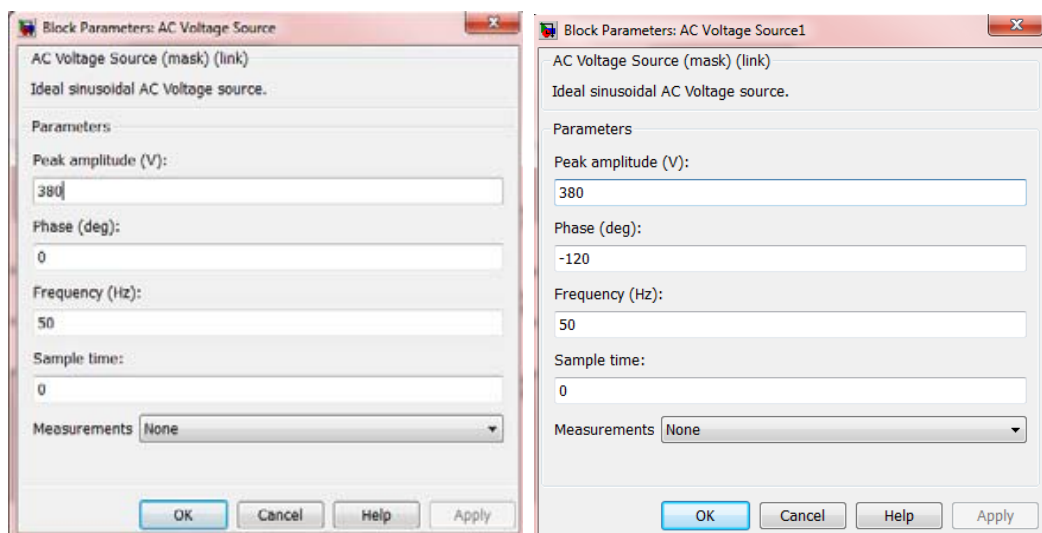 Block Parameters: AC Voltage Source
AC Voltage Source (mask) (link)
Ideal sinusoidal AC Voltage source.
Parameters
Peak amplitude (V):
380
Phase (deg):
0
Frequency (Hz):
50
Sample time:
0
Measurements None
OK Cancel Help Apply
Block Parameters: AC Voltage Source1
AC Voltage Source (mask) (link)
Ideal sinusoidal AC Voltage source.
Parameters
Peak amplitude (V):
380
Phase (deg):
-120
Frequency (Hz):
50
Sample time:
0
Measurements None
OK Cancel Help Apply